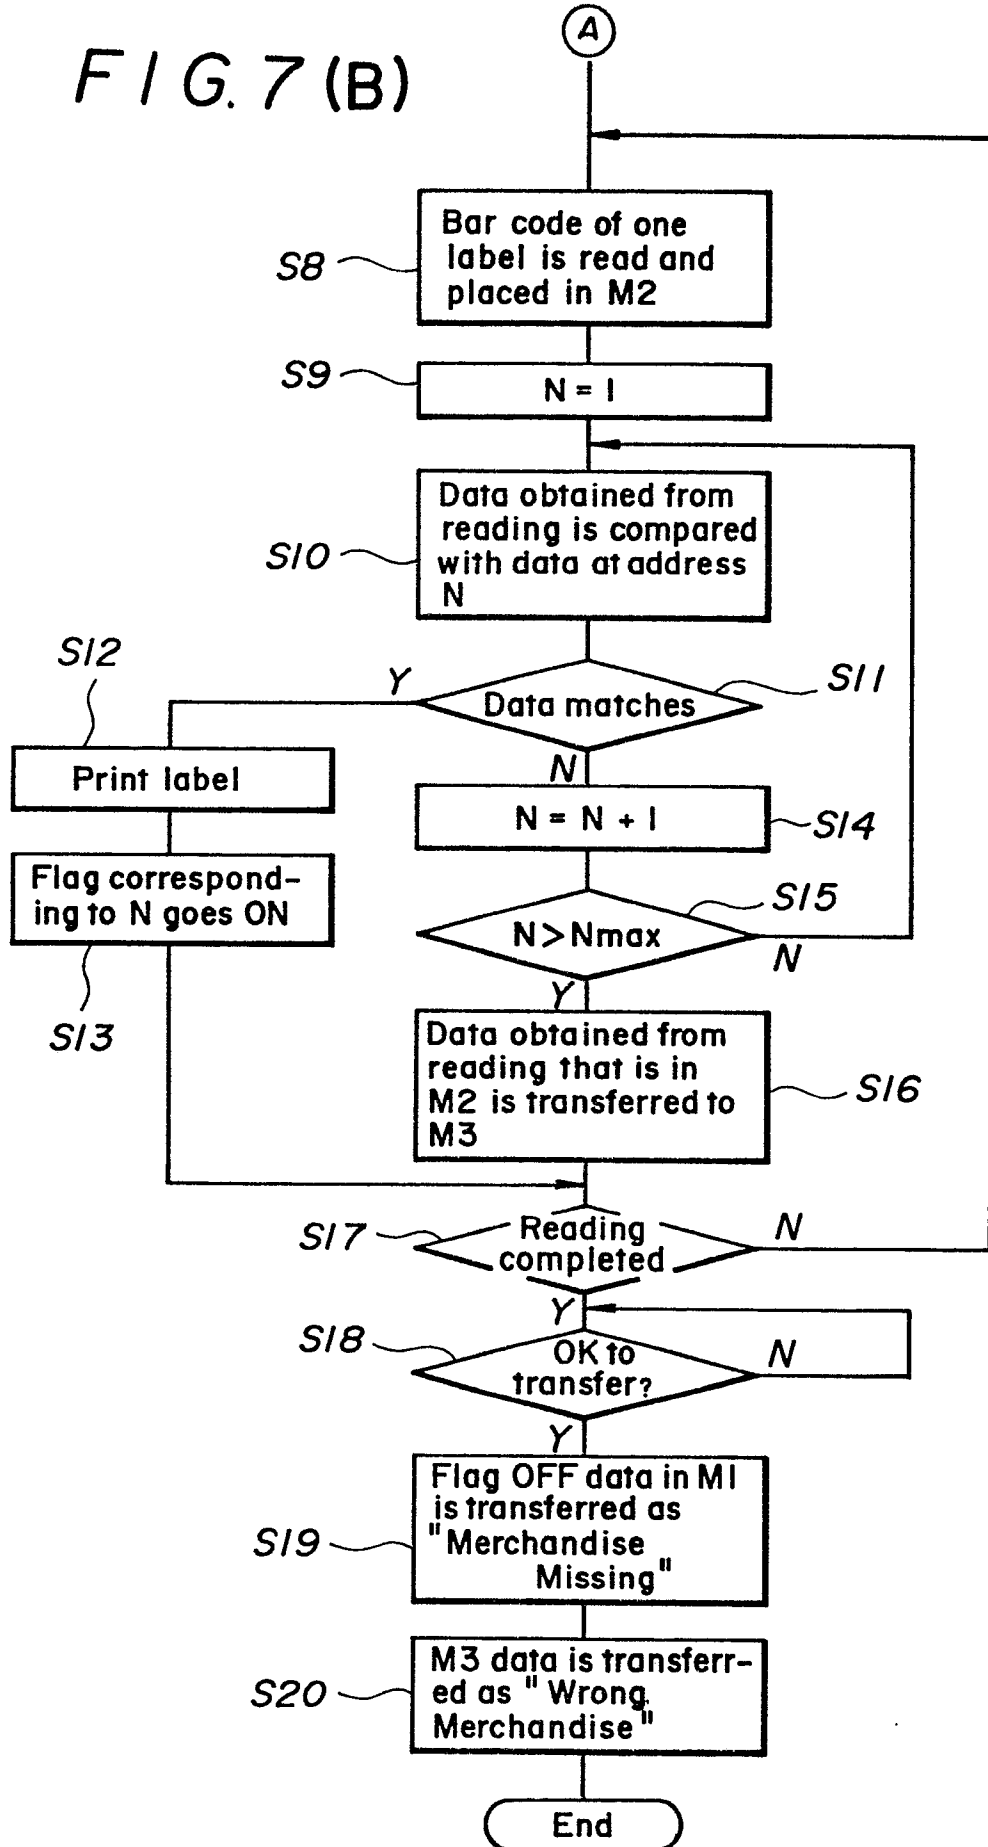 A
FIG. 7 (B)
S8
Bar code of one
label is read and
placed in M2
S9
N = 1
S10
Data obtained from
reading is compared
with data at address
N
S12
Y
Data matches
S11
Print label
N
N = N + 1
S14
Flag correspond-
ing to N goes ON
S13
N > Nmax
S15
N
Y
Data obtained from
reading that is in
M2 is transferred to
M3
S16
S17
Reading
completed
N
Y
S18
OK to
transfer?
N
Y
S19
Flag OFF data in M1
is transferred as
"Merchandise
Missing"
S20
M3 data is transferr-
ed as "Wrong
Merchandise"
End